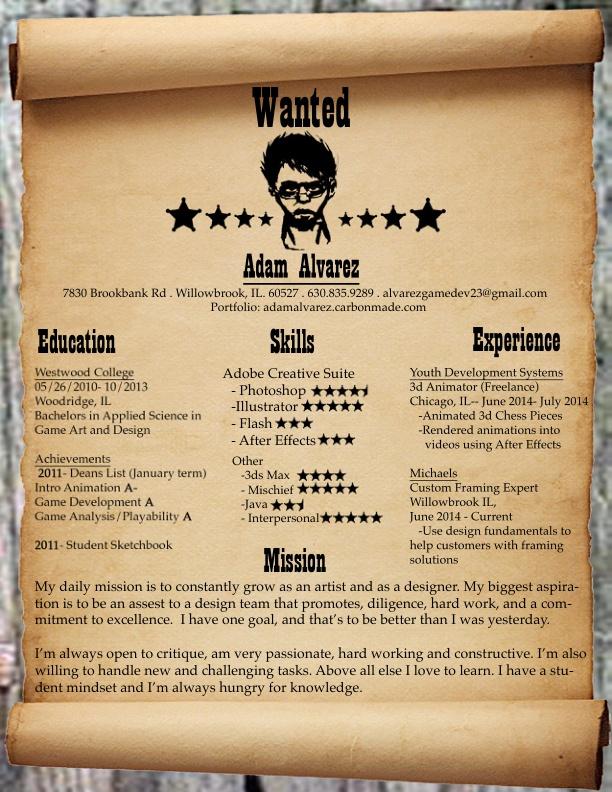 Wanted
Adam Alvarez
7830 Brookbank Rd . Willowbrook, IL. 60527 . 630.835.9289 . alvarezgamedev23@gmail.com
Portfolio: adamalvarez.carbonmade.com
Education
Westwood College
05/26/2010- 10/2013
Woodridge, IL
Bachelors in Applied Science in
Game Art and Design
Achievements
2011- Deans List (January term)
Intro Animation A-
Game Development A
Game Analysis/Playability A
2011- Student Sketchbook
Skills
Adobe Creative Suite
- Photoshop
-Illustrator
- Flash
- After Effects
Other
-3ds Max
- Mischief
-Java
- Interpersonal
Experience
Youth Development Systems
3d Animator (Freelance)
Chicago, IL-- June 2014- July 2014
-Animated 3d Chess Pieces
-Rendered animations into
videos using After Effects
Michaels
Custom Framing Expert
Willowbrook IL,
June 2014 - Current
-Use design fundamentals to
help customers with framing
solutions
Mission
My daily mission is to constantly grow as an artist and as a designer. My biggest aspira-
tion is to be an assest to a design team that promotes, diligence, hard work, and a com-
mitment to excellence. I have one goal, and that's to be better than I was yesterday.
I'm always open to critique, am very passionate, hard working and constructive. I'm also
willing to handle new and challenging tasks. Above all else I love to learn. I have a stu-
dent mindset and I'm always hungry for knowledge.